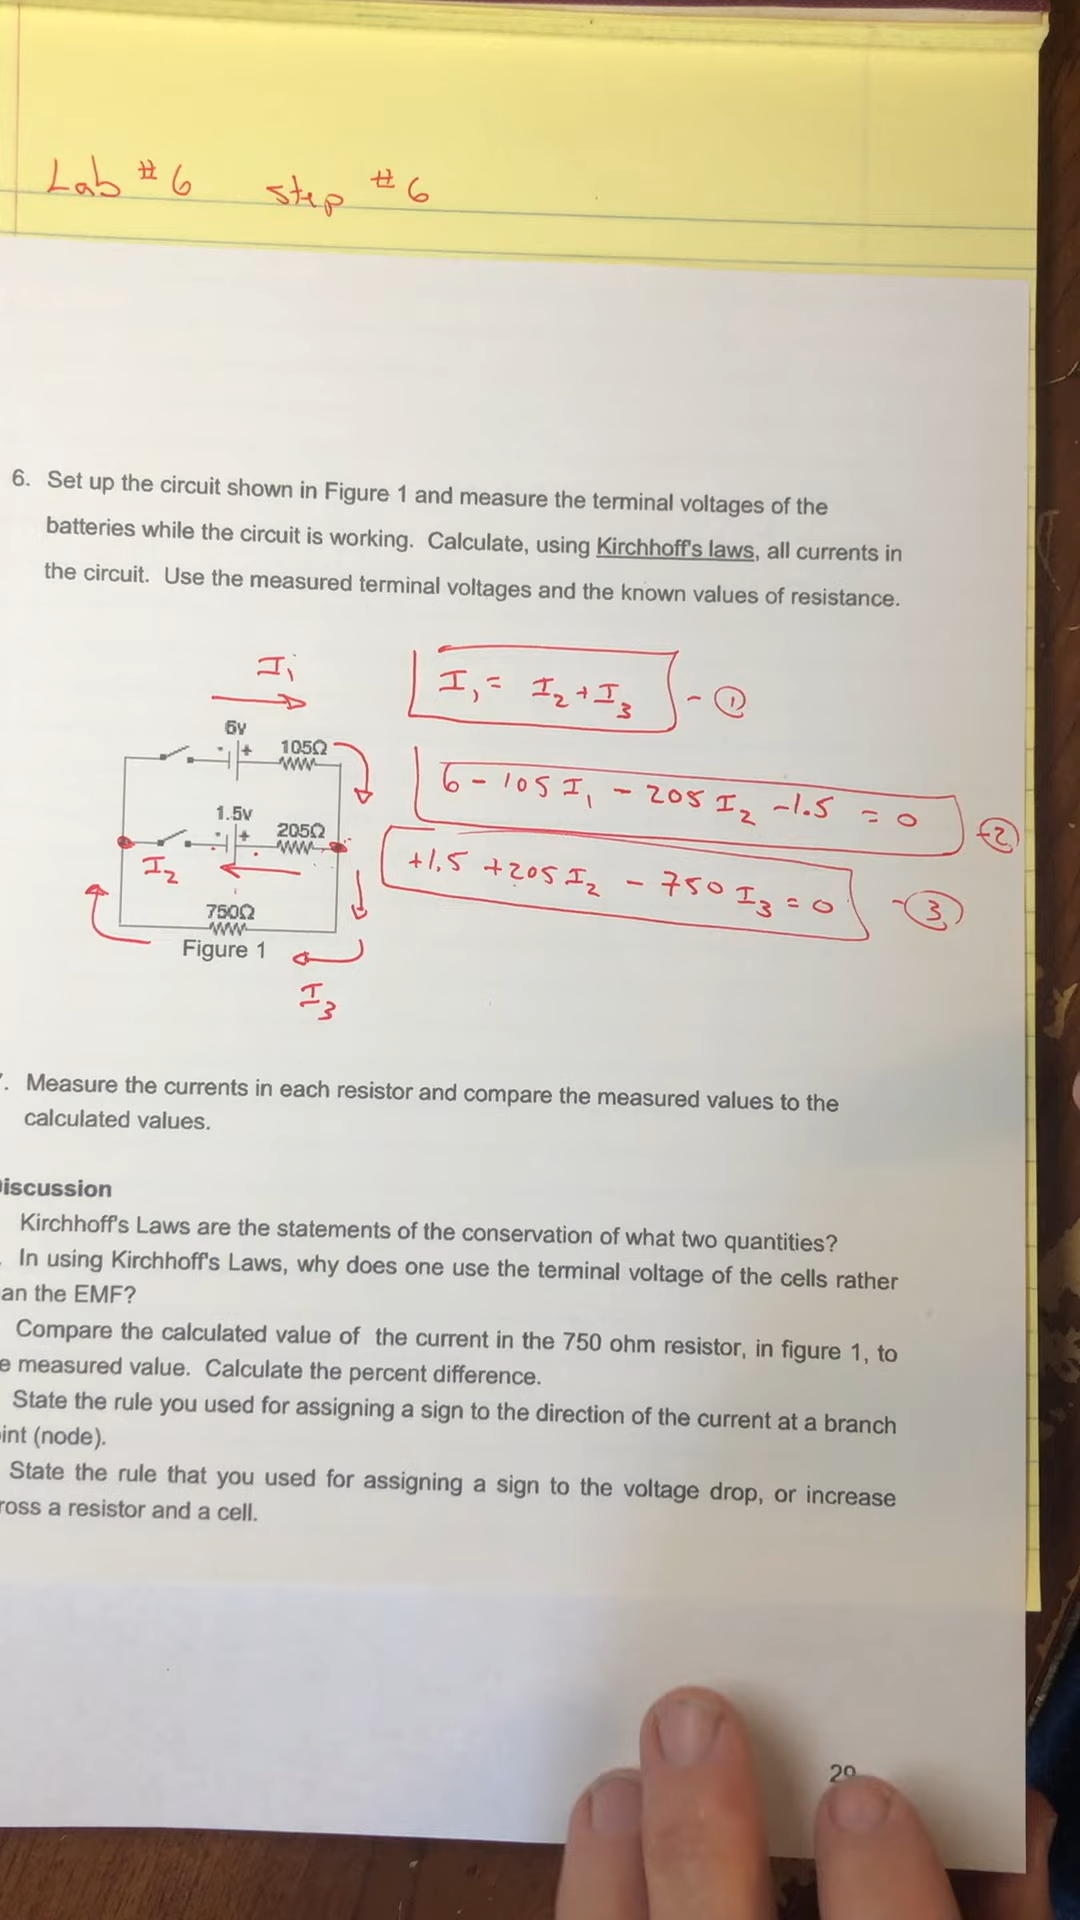 Lab # 6 step # 6
6. Set up the circuit shown in Figure 1 and measure the terminal voltages of the
batteries while the circuit is working. Calculate, using Kirchhoff's laws, all currents in
the circuit. Use the measured terminal voltages and the known values of resistance.
I₁
I₁ = I₂ + I₃ - ①
6v
+ 105Ω
6 - 105 I₁ - 205 I₂ - 1.5 = 0 - ②
1.5v
+ 205Ω
+1.5 + 205 I₂ - 750 I₃ = 0 - ③
I₂
750Ω
Figure 1
I₃
. Measure the currents in each resistor and compare the measured values to the
calculated values.
iscussion
Kirchhoff's Laws are the statements of the conservation of what two quantities?
. In using Kirchhoff's Laws, why does one use the terminal voltage of the cells rather
an the EMF?
Compare the calculated value of the current in the 750 ohm resistor, in figure 1, to
e measured value. Calculate the percent difference.
State the rule you used for assigning a sign to the direction of the current at a branch
int (node).
State the rule that you used for assigning a sign to the voltage drop, or increase
ross a resistor and a cell.